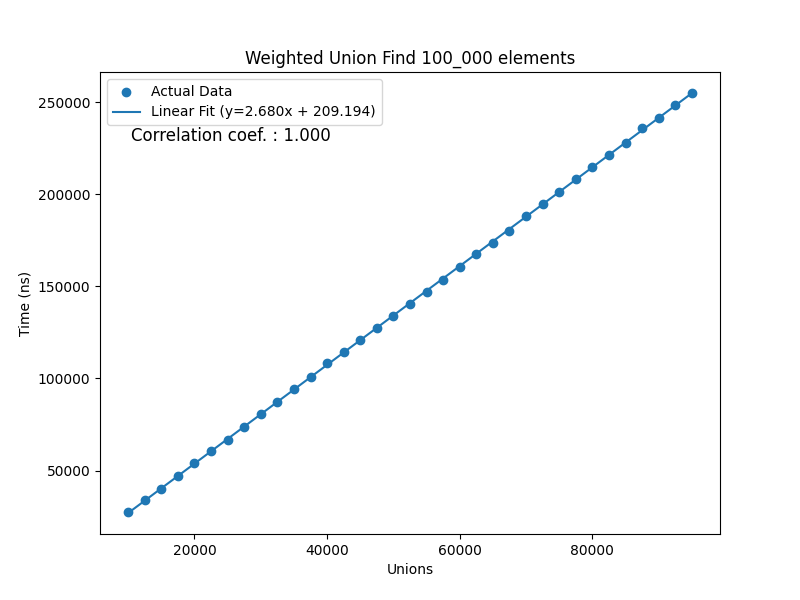 Weighted Union Find 100_000 elements
Actual Data
Linear Fit (y=2.680x + 209.194)
Correlation coef. : 1.000
250000
200000
150000
100000
50000
Time (ns)
20000
40000
60000
80000
Unions